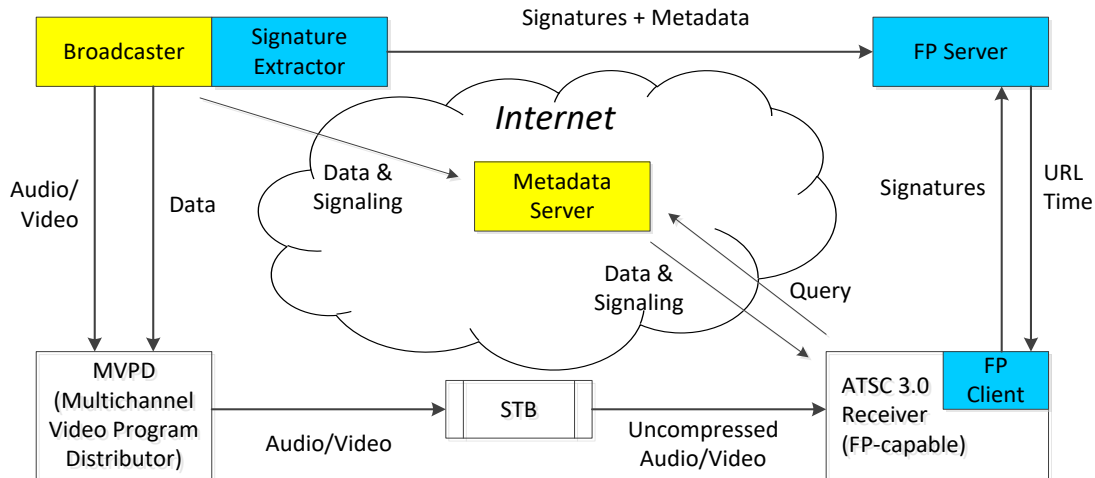 Signatures + Metadata
Broadcaster
Signature
Extractor
FP Server
Internet
Audio/
Video
Data
Data &
Signaling
Metadata
Server
Signatures
URL
Time
Data &
Signaling
Query
MVPD
(Multichannel
Video Program
Distributor)
Audio/Video
STB
Uncompressed
Audio/Video
ATSC 3.0
Receiver
(FP-capable)
FP
Client